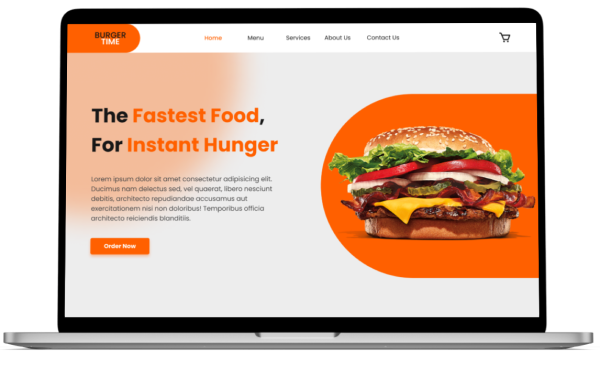 BURGER
TIME
Home Menu Services About Us Contact Us
The Fastest Food,
For Instant Hunger
Lorem ipsum dolor sit amet consectetur adipisicing elit.
Ducimus nam delectus sed, vel quaerat, libero nesciunt
debitis, architecto repudiandae accusamus aut
exercitationem nisi non doloribus! Temporibus officia
architecto reiciendis blanditiis.
Order Now